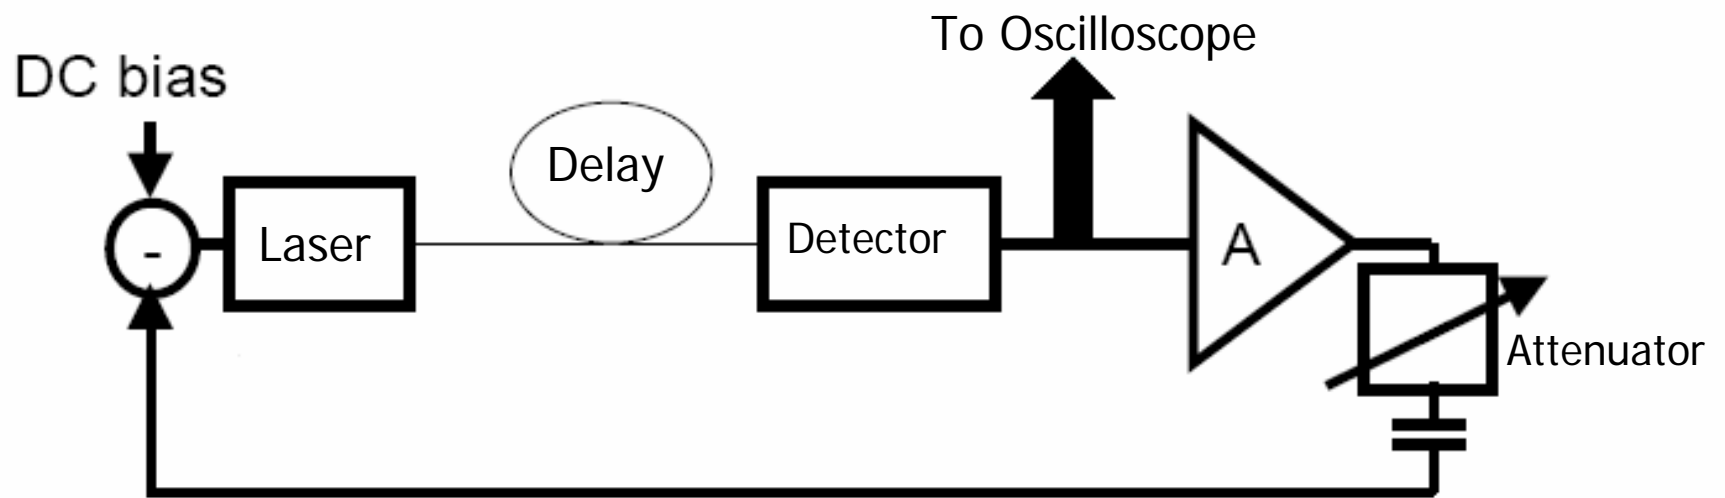 To Oscilloscope
DC bias
Delay
-
Laser
Detector
A
Attenuator